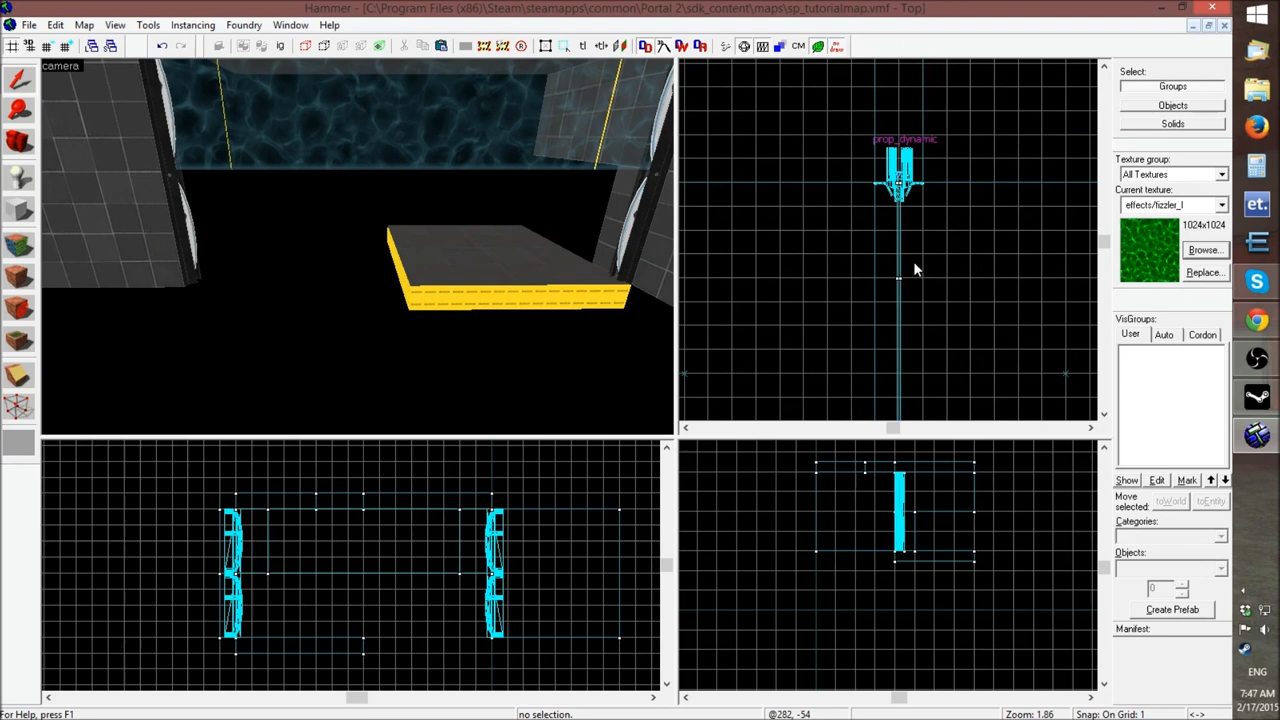 Hammer - [C:\Program Files (x86)\Steam\steamapps\common\Portal 2\sdk_content\maps\sp_tutorialmap.vmf - Top]
File Edit Map View Tools Instancing Foundry Window Help
CM
camera
prop_dynamic
Select:
Groups
Objects
Solids
Texture group:
All Textures
Current texture:
effects/fizzler_l
1024x1024
Browse...
Replace...
VisGroups:
User Auto Cordon
Show Edit Mark
Move selected:
toWorld toEntity
Categories:
Objects:
0
Create Prefab
Manifest:
et.
ENG
7:47 AM
2/17/2015
For Help, press F1
no selection.
@282, -54
Zoom: 1.86
Snap: On Grid: 1
<->